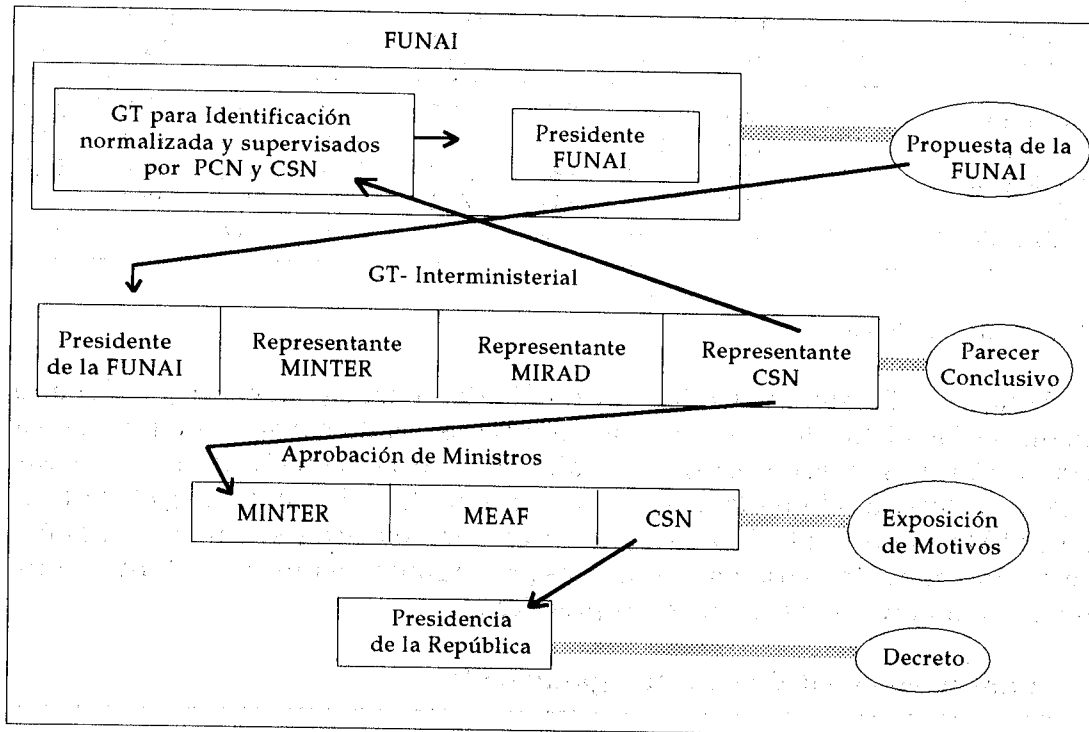 FUNAI
GT para Identificación
normalizada y supervisados
por PCN y CSN
Presidente
FUNAI
Propuesta de la
FUNAI
GT- Interministerial
Presidente
de la FUNAI
Representante
MINTER
Representante
MIRAD
Representante
CSN
Parecer
Conclusivo
Aprobación de Ministros
MINTER
MEAF
CSN
Exposición
de Motivos
Presidencia
de la República
Decreto